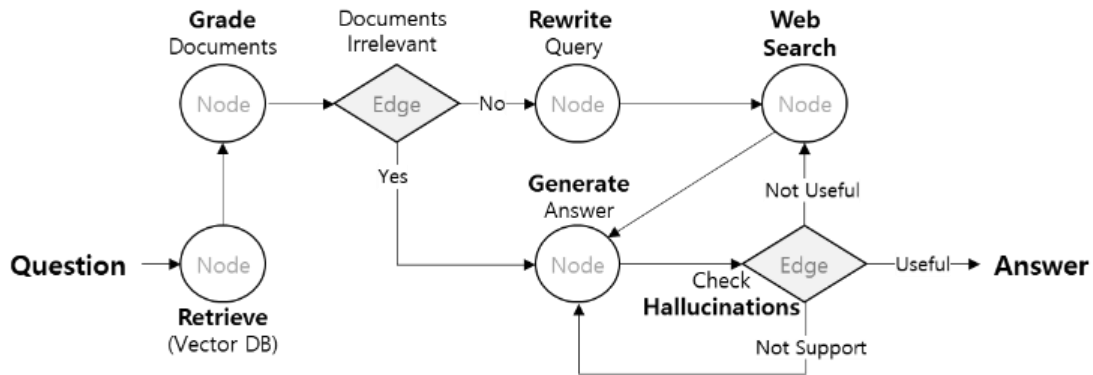 Grade
Documents
Node
Documents
Irrelevant
Edge
No
Yes
Rewrite
Query
Node
Web
Search
Node
Question
Node
Retrieve
(Vector DB)
Generate
Answer
Node
Check
Hallucinations
Edge
Not Useful
Useful
Answer
Not Support